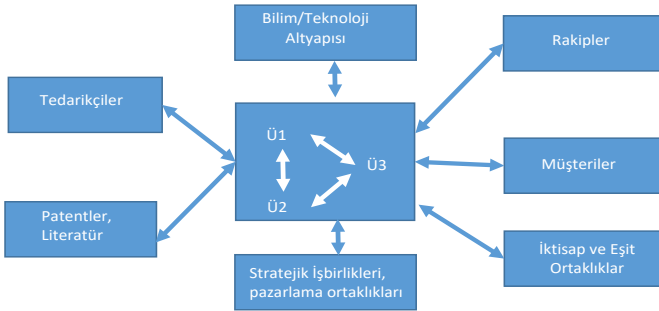 Bilim/Teknoloji
Altyapısı
Rakipler
Tedarikçiler
Ü1
Ü3
Ü2
Müşteriler
Patentler,
Literatür
Stratejik İşbirlikleri,
pazarlama ortaklıkları
İktisap ve Eşit
Ortaklıklar